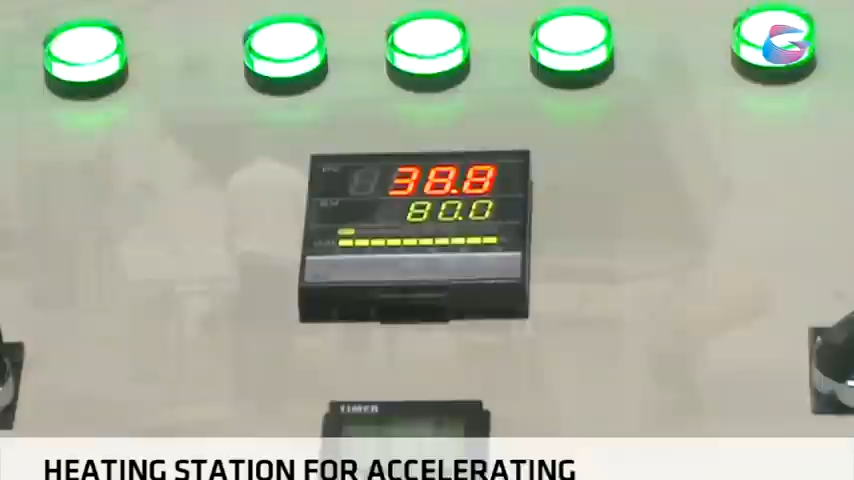 38.8
80.0
TIMER
HEATING STATION FOR ACCELERATING